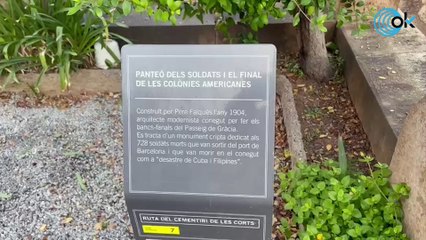 OK
PANTEÓ DELS SOLDATS I EL FINAL
DE LES COLÒNIES AMERICANES
Construït per Pere Falqués l'any 1904,
arquitecte modernista conegut per fer els
bancs-fanals del Passeig de Gràcia.
Es tracta d'un monument cripta dedicat als
728 soldats morts que van sortir del port de
Barcelona i que van morir en el conegut
com a "desastre de Cuba i Filipines".
RUTA DEL CEMENTIRI DE LES CORTS
7